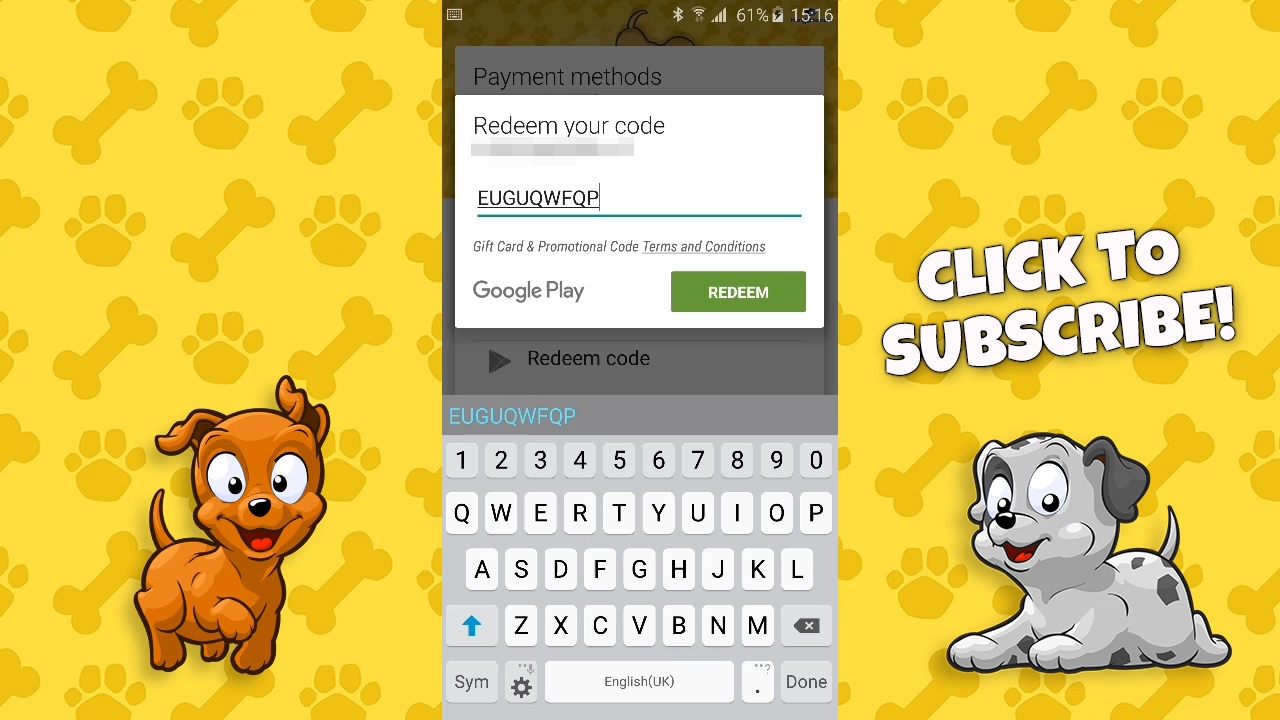 61% 15:16
Payment methods
Redeem your code
EUGUQWFQP
Gift Card & Promotional Code Terms and Conditions
Google Play
REDEEM
Redeem code
EUGUQWFQP
1 2 3 4 5 6 7 8 9 0
Q W E R T Y U I O P
A S D F G H J K L
Z X C V B N M
Sym
English(UK)
. ?
Done
CLICK TO
SUBSCRIBE!